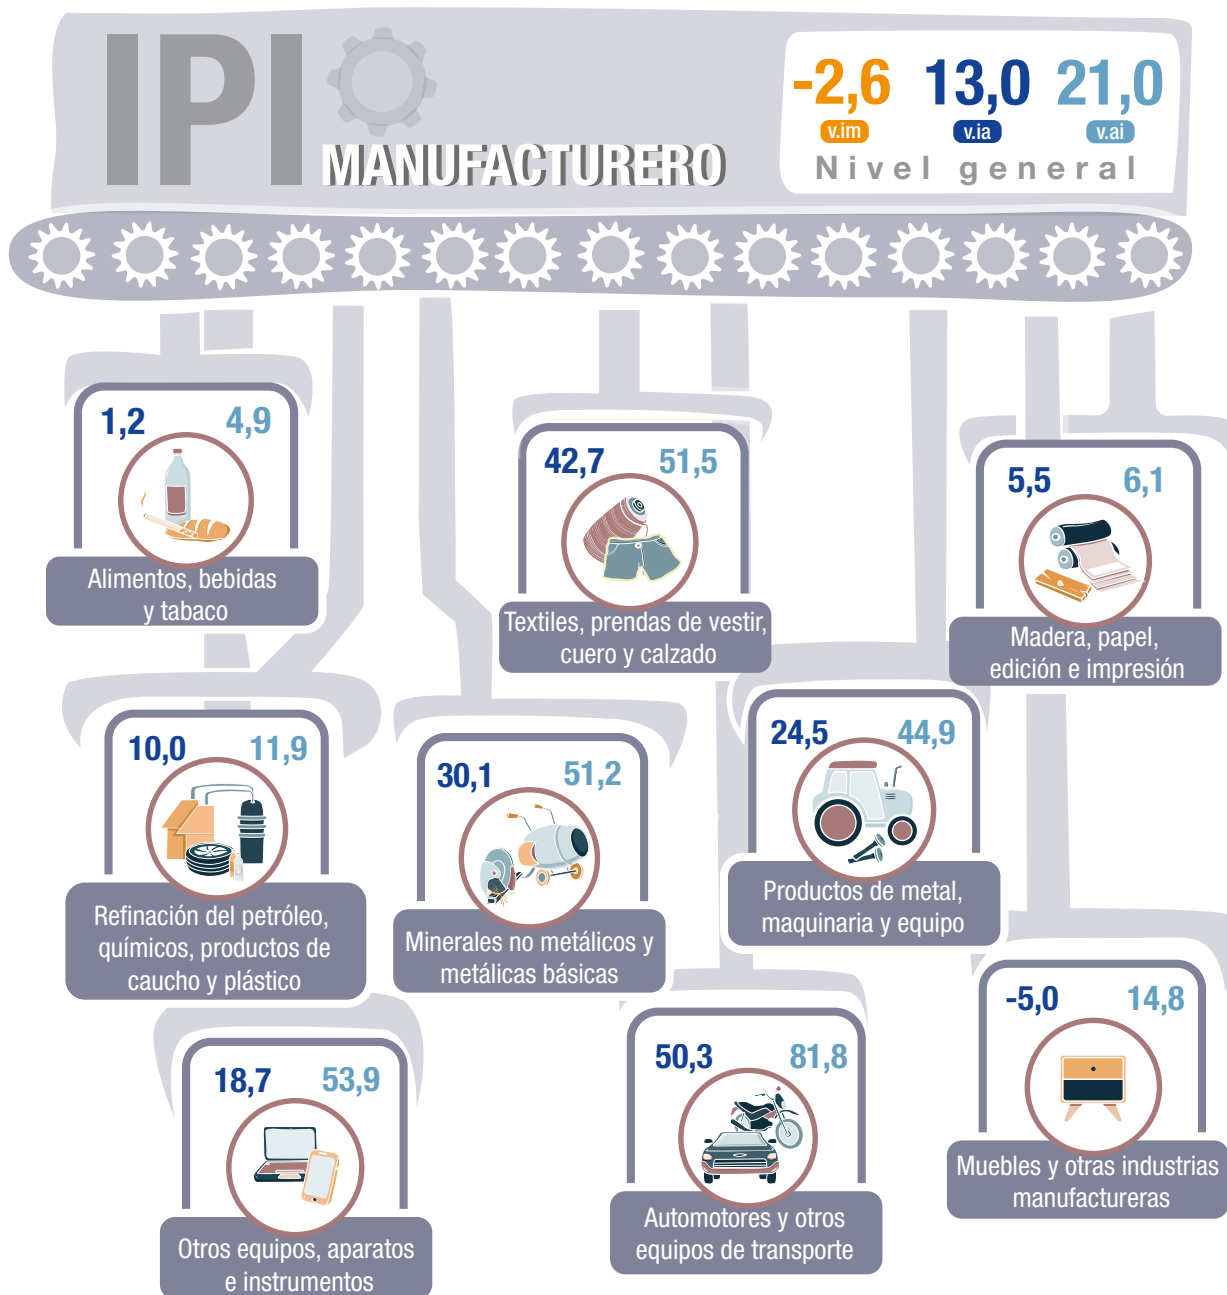 IPI
MANUFACTURERO
-2,6 13,0 21,0
v.im v.ia v.ai
Nivel general
1,2 4,9
Alimentos, bebidas
y tabaco
42,7 51,5
Textiles, prendas de vestir,
cuero y calzado
5,5 6,1
Madera, papel,
edición e impresión
10,0 11,9
Refinación del petróleo,
químicos, productos de
caucho y plástico
30,1 51,2
Minerales no metálicos y
metálicas básicas
24,5 44,9
Productos de metal,
maquinaria y equipo
-5,0 14,8
Muebles y otras industrias
manufactureras
18,7 53,9
Otros equipos, aparatos
e instrumentos
50,3 81,8
Automotores y otros
equipos de transporte